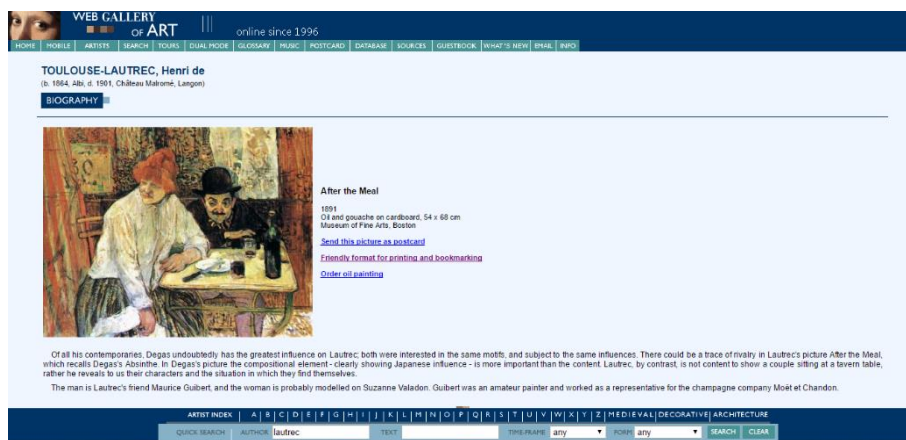 WEB GALLERY
OF ART
online since 1996
HOME MOBILE ARTISTS SEARCH TOURS DUAL MODE GLOSSARY MUSIC POSTCARD DATABASE SOURCES GUESTBOOK WHAT'S NEW EMAIL INFO
TOULOUSE-LAUTREC, Henri de
(b. 1864, Albi, d. 1901, Château Malromé, Langon)
BIOGRAPHY
After the Meal
1891
Oil and gouache on cardboard, 54 x 68 cm
Museum of Fine Arts, Boston
Send this picture as postcard
Friendly format for printing and bookmarking
Order oil painting
Of all his contemporaries, Degas undoubtedly has the greatest influence on Lautrec; both were interested in the same motifs, and subject to the same influences. There could be a trace of rivalry in Lautrec's picture After the Meal,
which recalls Degas's Absinthe. In Degas's picture the compositional element - clearly showing Japanese influence - is more important than the content. Lautrec, by contrast, is not content to show a couple sitting at a tavern table,
rather he reveals to us their characters and the situation in which they find themselves.
The man is Lautrec's friend Maurice Guibert, and the woman is probably modelled on Suzanne Valadon. Guibert was an amateur painter and worked as a representative for the champagne company Moët et Chandon.
ARTIST INDEX | A | B | C | D | E | F | G | H | I | J | K | L | M | N | O | P | Q | R | S | T | U | V | W | X | Y | Z | MEDIEVAL | DECORATIVE | ARCHITECTURE
QUICK SEARCH: AUTHOR lautrec TEXT TIME-FRAME any FORM any SEARCH CLEAR